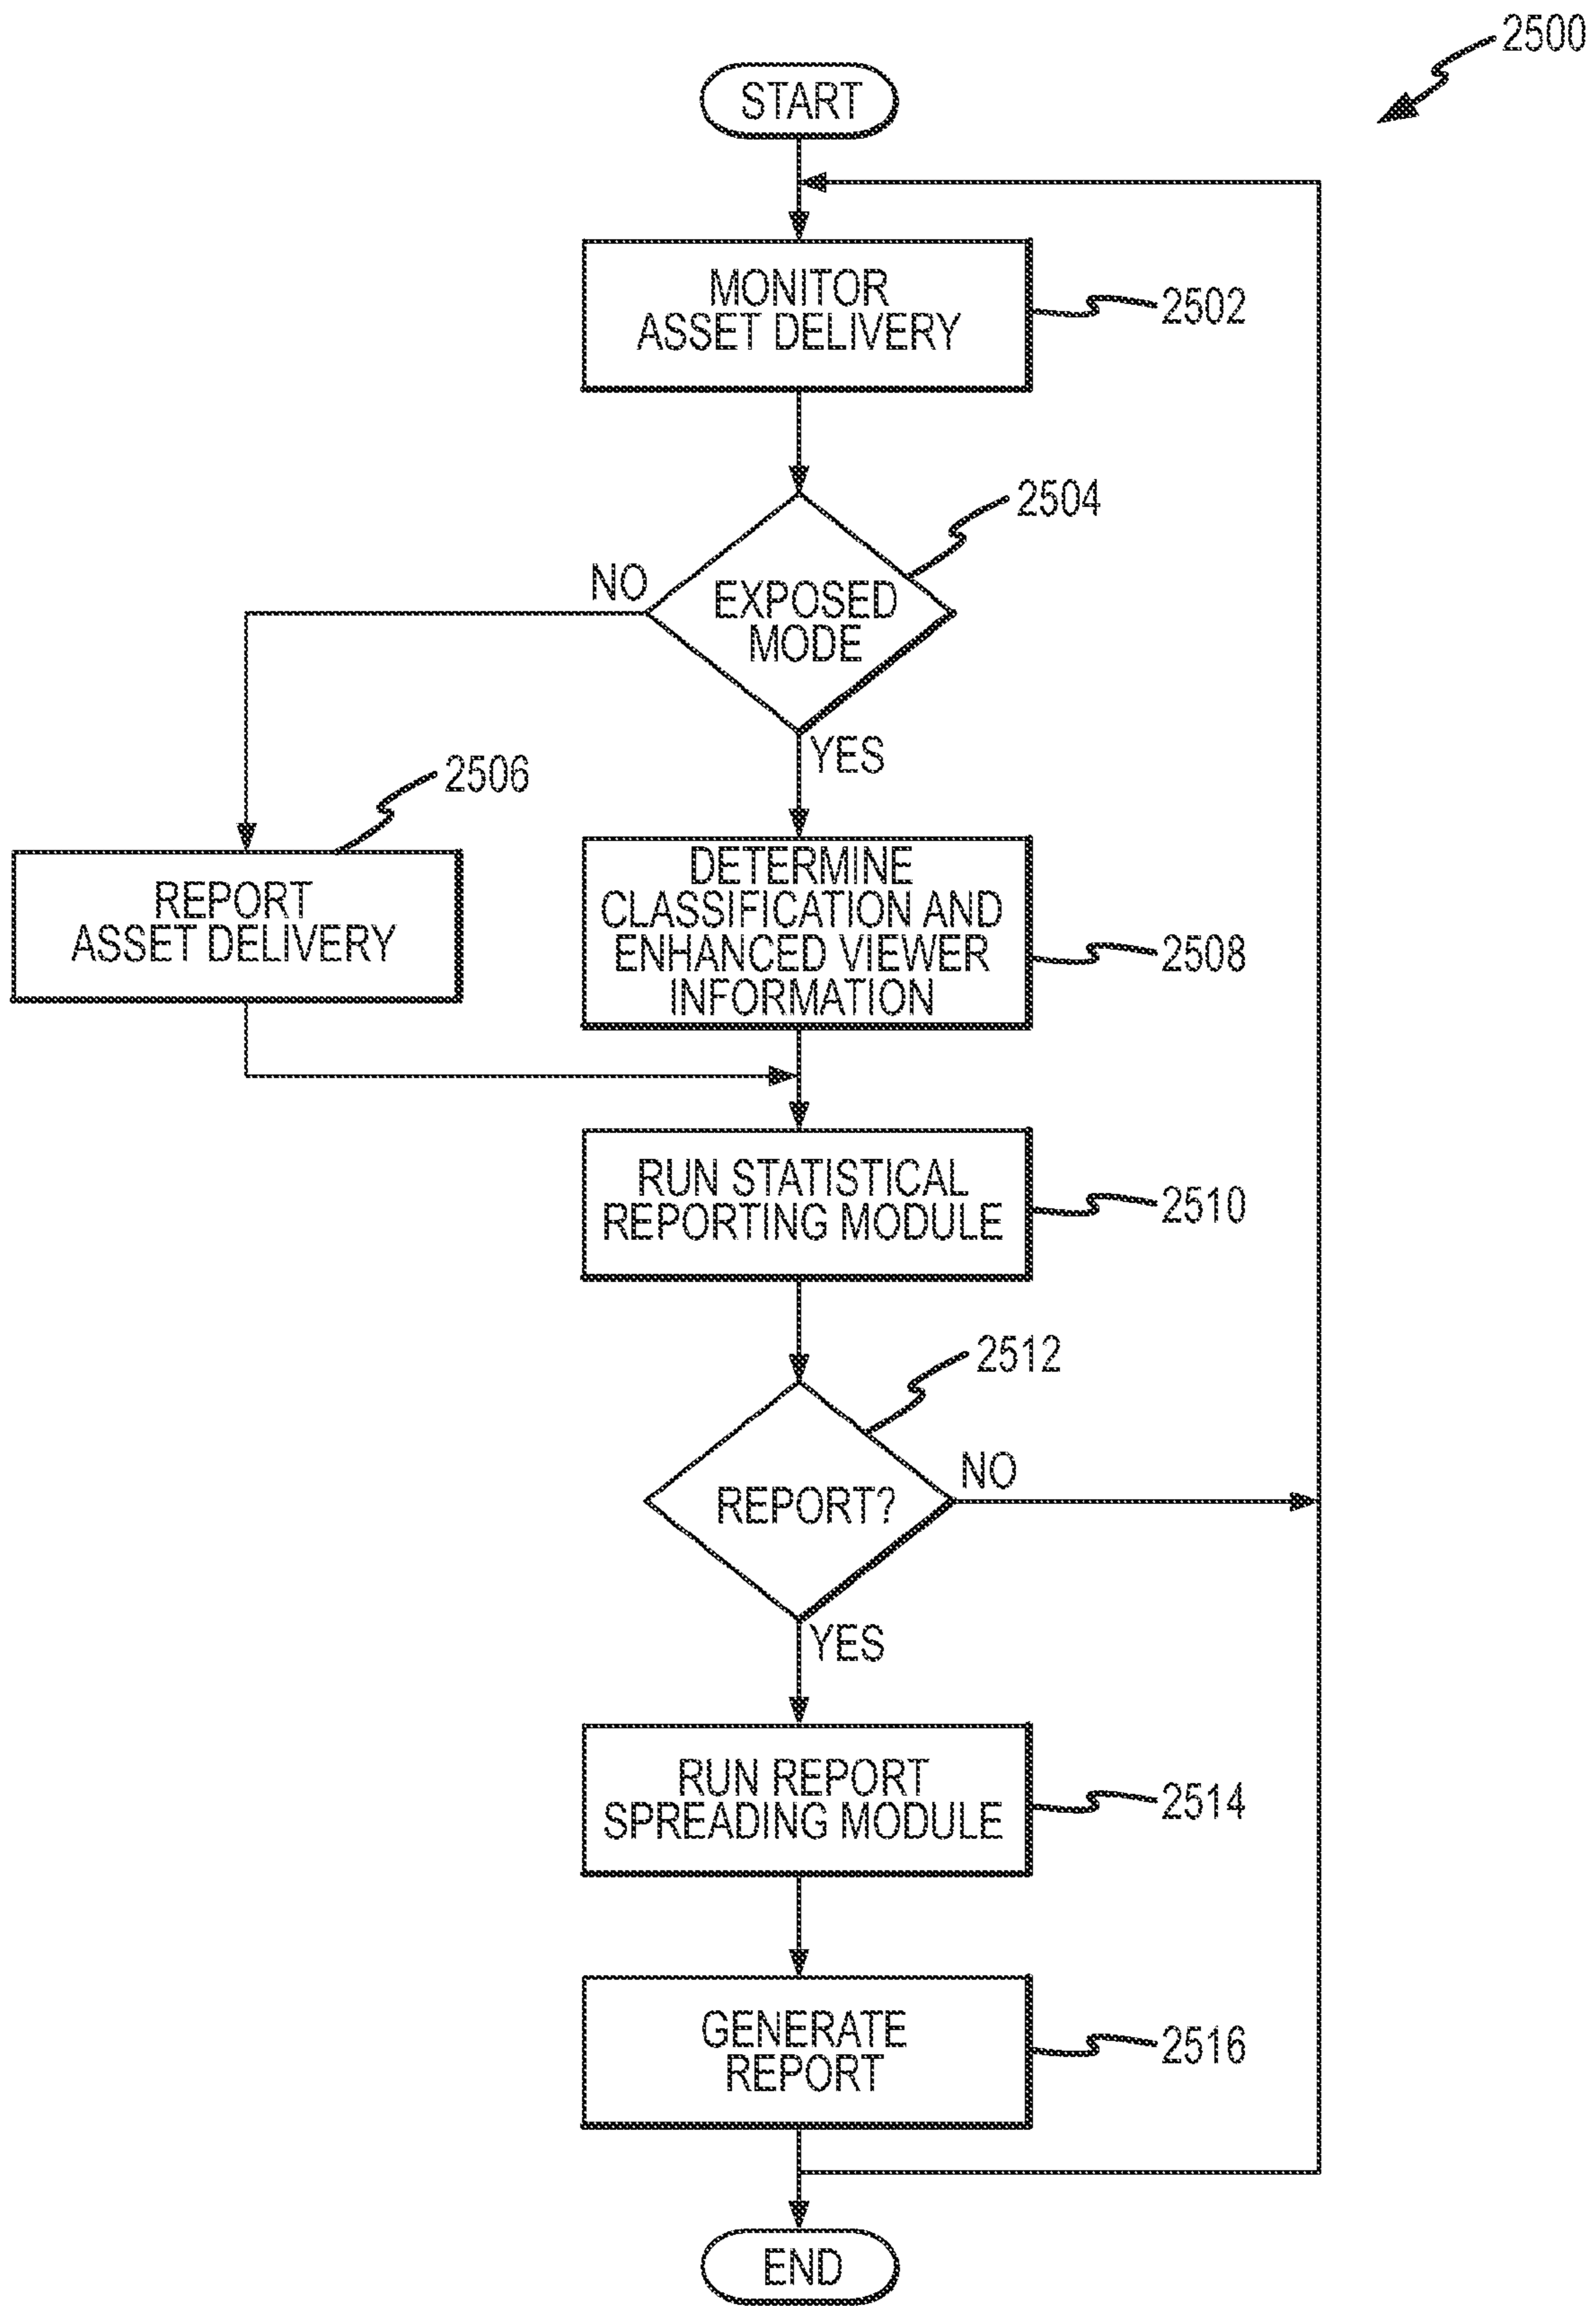 2500
START
MONITOR
ASSET DELIVERY
2502
2504
NO
EXPOSED
MODE
YES
2506
REPORT
ASSET DELIVERY
DETERMINE
CLASSIFICATION AND
ENHANCED VIEWER
INFORMATION
2508
RUN STATISTICAL
REPORTING MODULE
2510
2512
NO
REPORT?
YES
RUN REPORT
SPREADING MODULE
2514
GENERATE
REPORT
2516
END